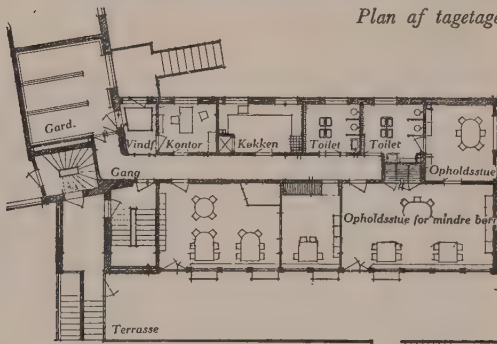 Plan af tagetage
Gard.
Vindf
Kontor
Køkken
Toilet
Toilet
Opholdsstue
Gang
Opholdsstue for mindre børn
Terrasse